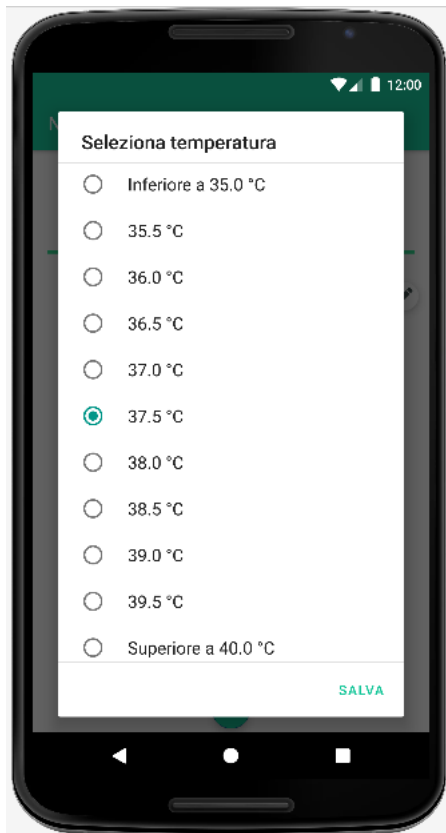 12:00
N
Seleziona temperatura
Inferiore a 35.0 °C
35.5 °C
36.0 °C
36.5 °C
37.0 °C
37.5 °C
38.0 °C
38.5 °C
39.0 °C
39.5 °C
Superiore a 40.0 °C
SALVA